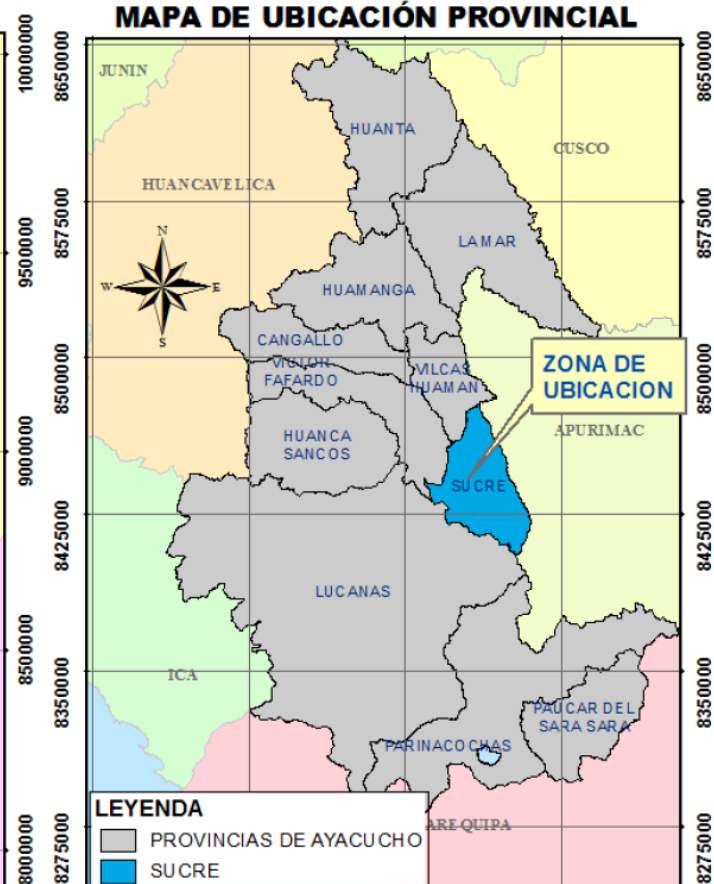 MAPA DE UBICACIÓN PROVINCIAL
10000000
9500000
9000000
8500000
8000000
8650000
8575000
8500000
8425000
8350000
8275000
JUNIN
HUANTA
CUSCO
HUANCAVELICA
N
W
E
S
LAMAR
HUAMANGA
CANGALLO
VICTOR
FAFARDO
VILCAS
HUAMAN
ZONA DE
UBICACION
APURIMAC
HUANCA
SANCOS
SUCRE
LUCANAS
ICA
PAUCAR DEL
SARA SARA
PARINACOCHAS
AREQUIPA
LEYENDA
PROVINCIAS DE AYACUCHO
SUCRE
8650000
8575000
8500000
8425000
8350000
8275000